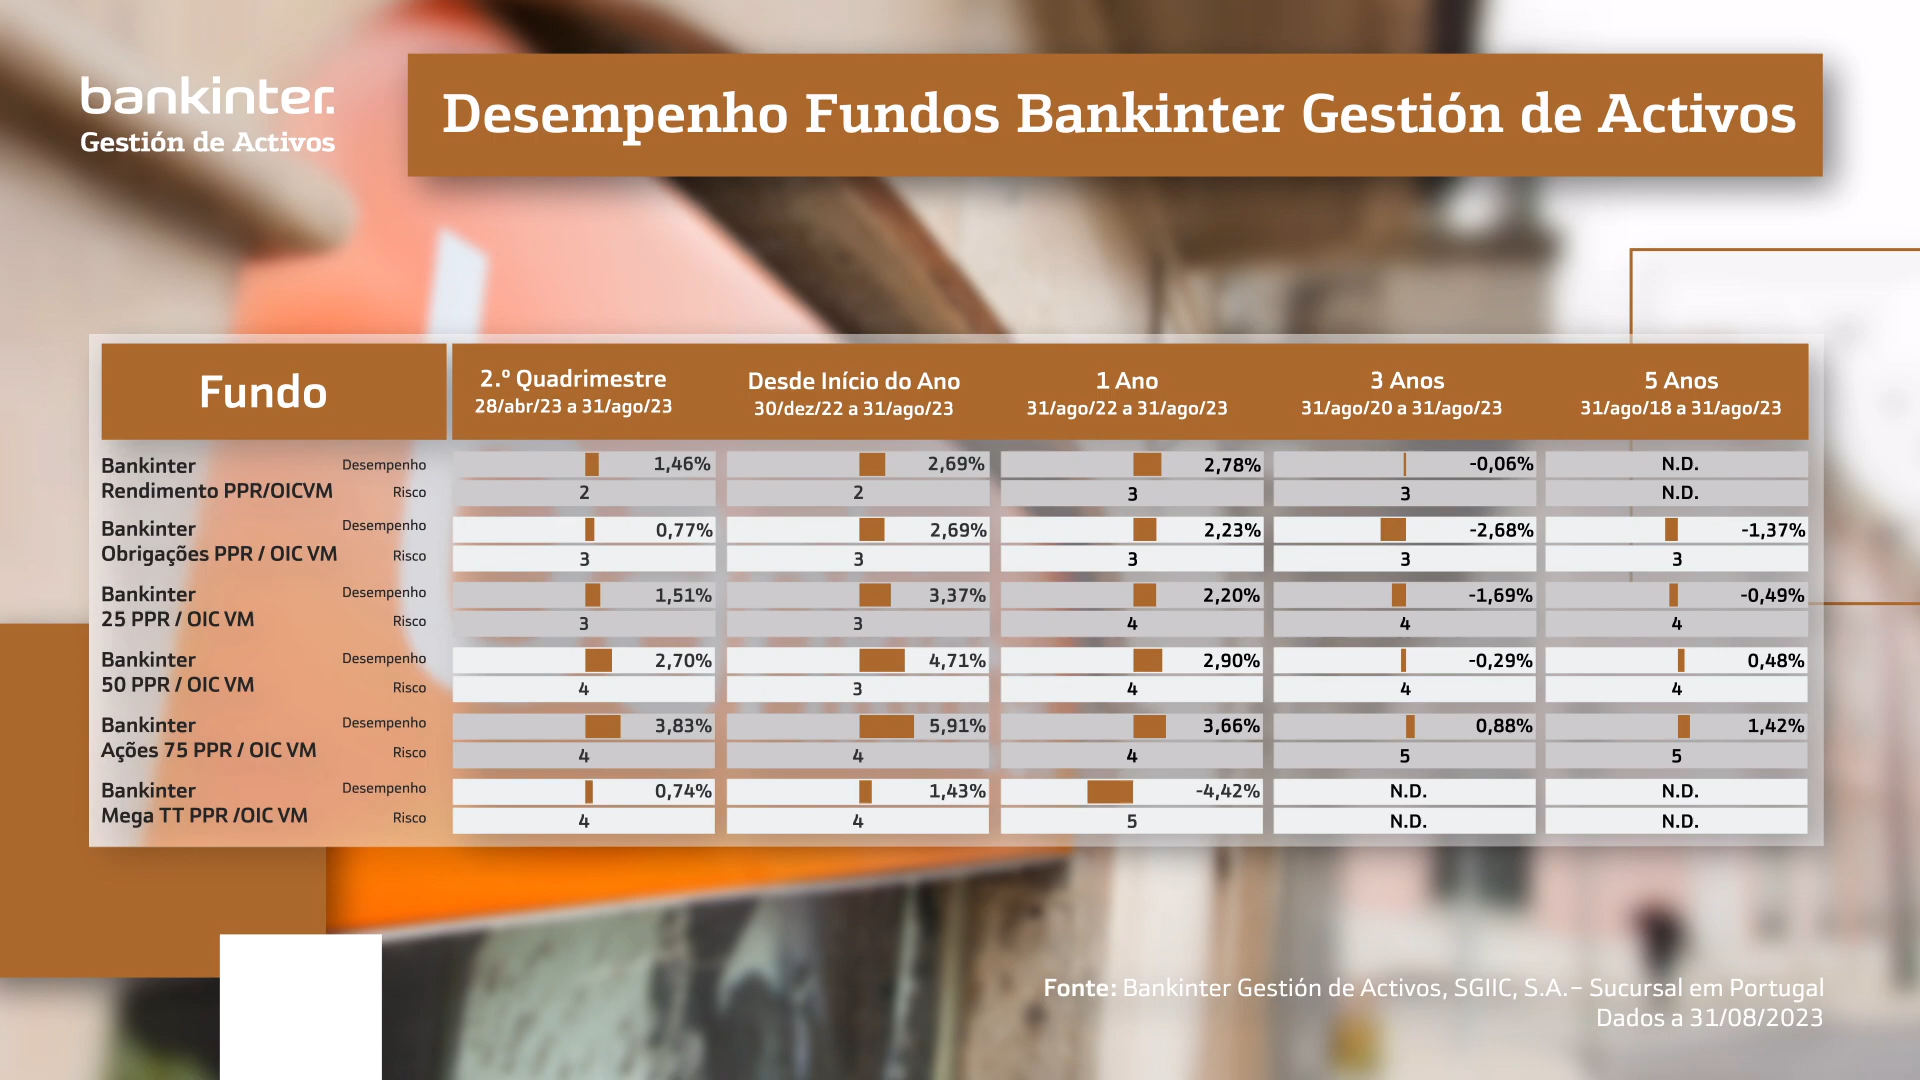 bankinter.
Gestión de Activos
Desempenho Fundos Bankinter Gestión de Activos
Fundo
2.º Quadrimestre
28/abr/23 a 31/ago/23
Desde Início do Ano
30/dez/22 a 31/ago/23
1 Ano
31/ago/22 a 31/ago/23
3 Anos
31/ago/20 a 31/ago/23
5 Anos
31/ago/18 a 31/ago/23
Bankinter
Rendimento PPR/OICVM
Desempenho 1,46% 2,69% 2,78% -0,06% N.D.
Risco 2 2 3 3 N.D.
Bankinter
Obrigações PPR / OIC VM
Desempenho 0,77% 2,69% 2,23% -2,68% -1,37%
Risco 3 3 3 3 3
Bankinter
25 PPR / OIC VM
Desempenho 1,51% 3,37% 2,20% -1,69% -0,49%
Risco 3 3 4 4 4
Bankinter
50 PPR / OIC VM
Desempenho 2,70% 4,71% 2,90% -0,29% 0,48%
Risco 4 3 4 4 4
Bankinter
Ações 75 PPR / OIC VM
Desempenho 3,83% 5,91% 3,66% 0,88% 1,42%
Risco 4 4 4 5 5
Bankinter
Mega TT PPR /OIC VM
Desempenho 0,74% 1,43% -4,42% N.D. N.D.
Risco 4 4 5 N.D. N.D.
Fonte: Bankinter Gestión de Activos, SGIIC, S.A.– Sucursal em Portugal
Dados a 31/08/2023